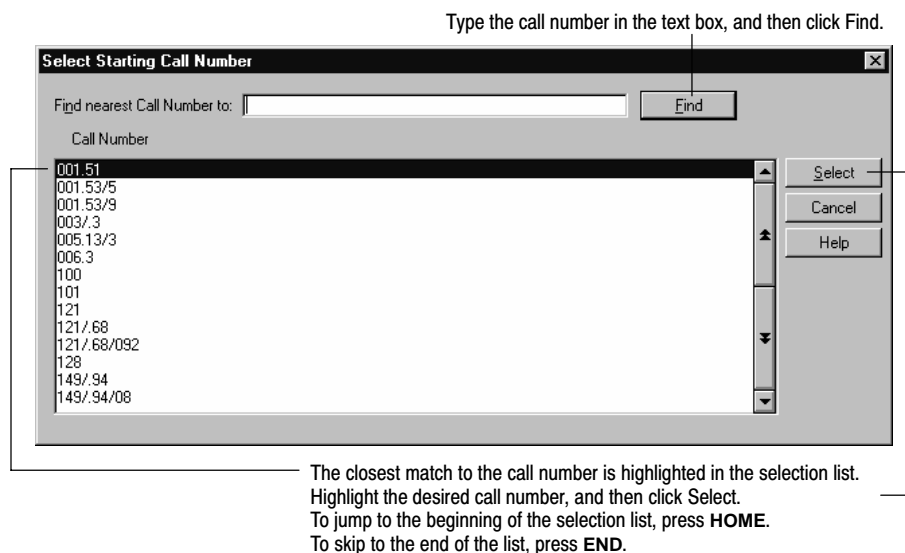 Type the call number in the text box, and then click Find.
Select Starting Call Number
Find nearest Call Number to:
Find
Call Number
001.51
001.53/5
001.53/9
003/.3
005.13/3
006.3
100
101
121
121/.68
121/.68/092
128
149/.94
149/.94/08
Select
Cancel
Help
The closest match to the call number is highlighted in the selection list.
Highlight the desired call number, and then click Select.
To jump to the beginning of the selection list, press HOME.
To skip to the end of the list, press END.